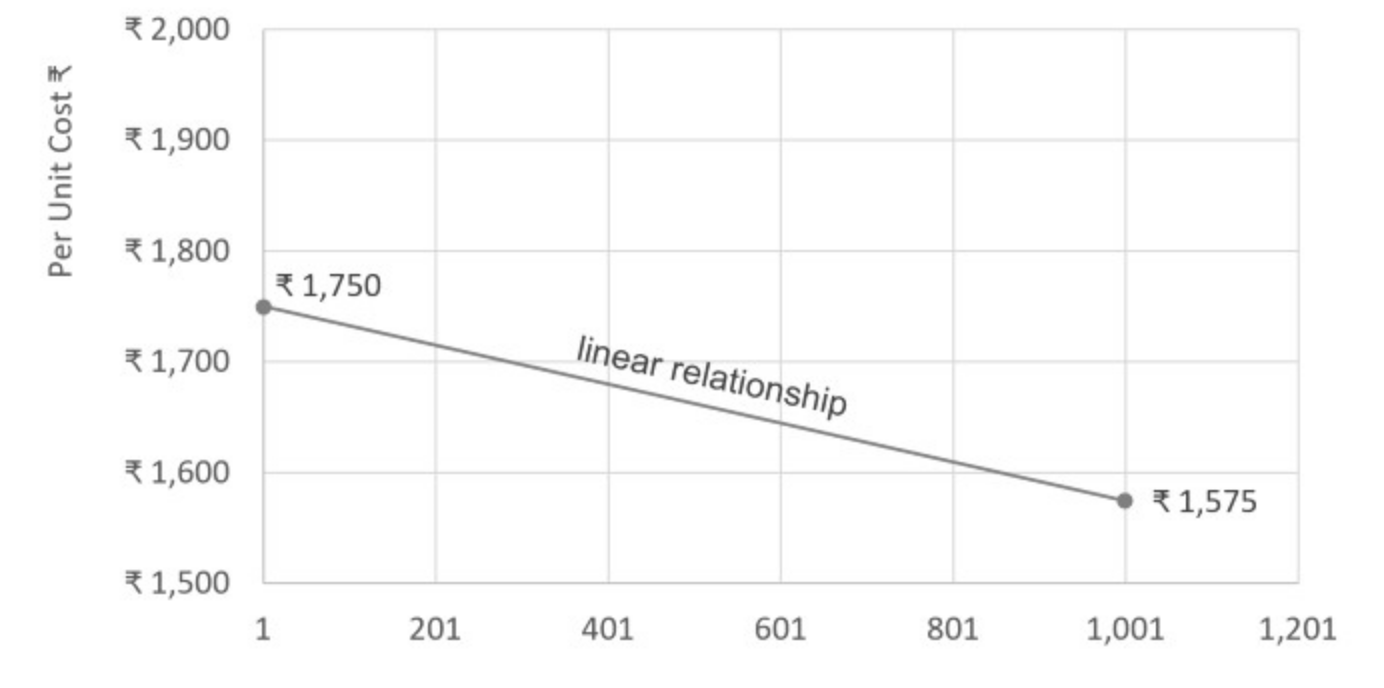 ₹ 2,000
Per Unit Cost ₹
₹ 1,900
₹ 1,800
₹ 1,750
₹ 1,700
linear relationship
₹ 1,600
₹ 1,575
₹ 1,500
1 201 401 601 801 1,001 1,201